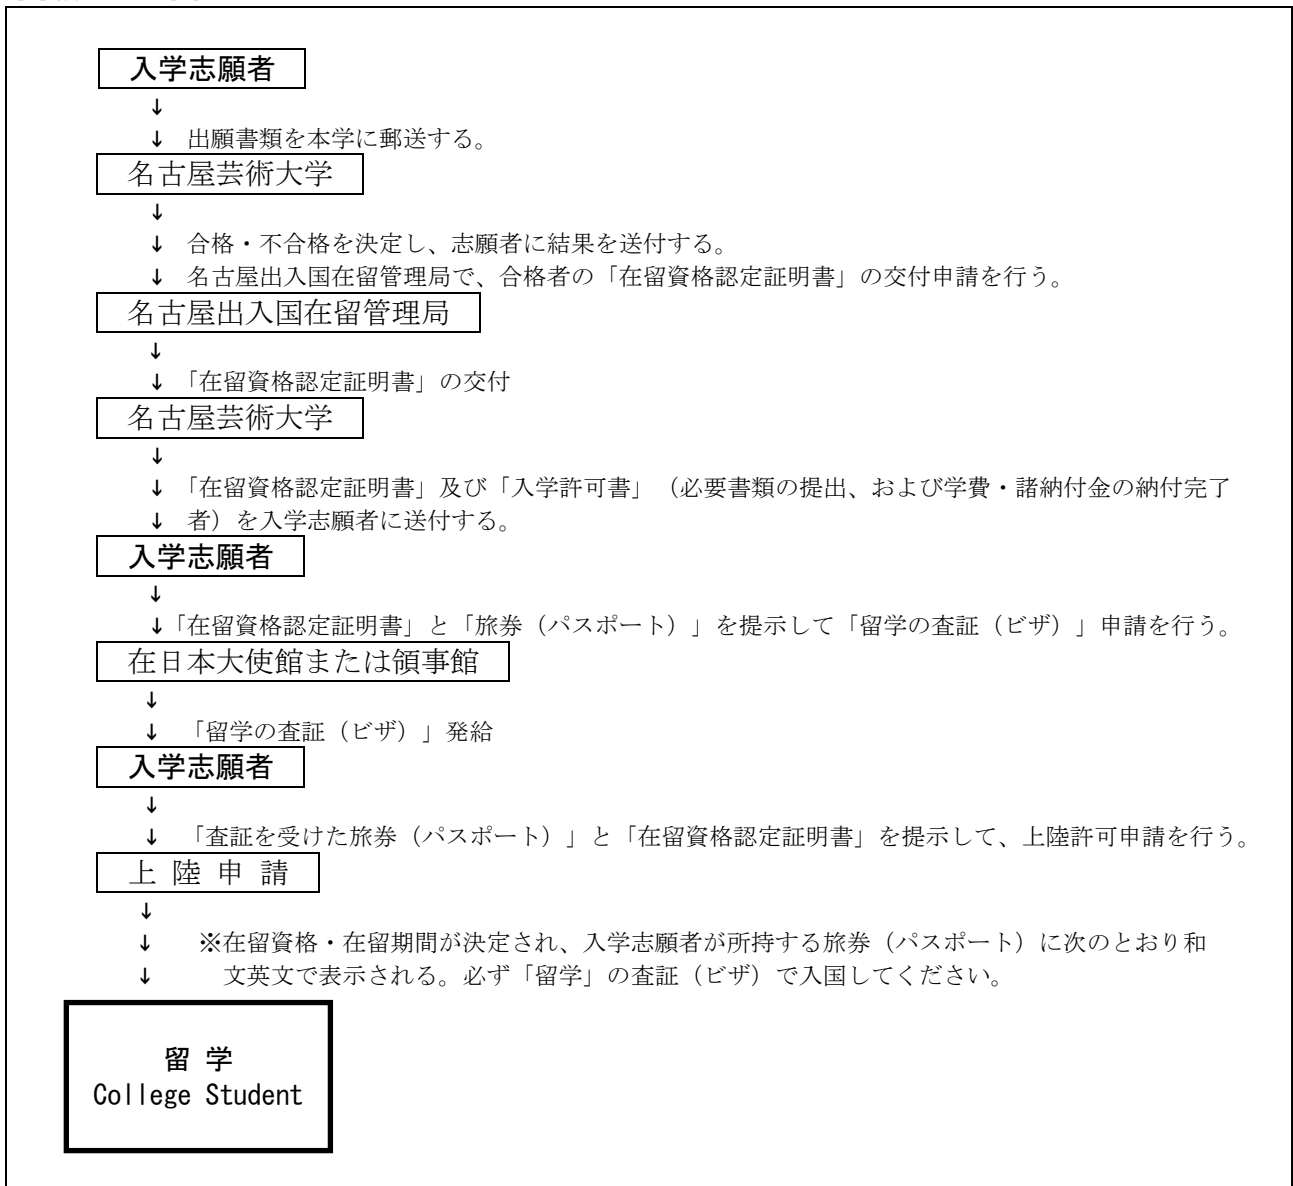 入学志願者
↓
↓ 出願書類を本学に郵送する。
名古屋芸術大学
↓
↓ 合格・不合格を決定し、志願者に結果を送付する。
↓ 名古屋出入国在留管理局で、合格者の「在留資格認定証明書」の交付申請を行う。
名古屋出入国在留管理局
↓
↓ 「在留資格認定証明書」の交付
名古屋芸術大学
↓
↓ 「在留資格認定証明書」及び「入学許可書」（必要書類の提出、および学費・諸納付金の納付完了
↓ 者）を入学志願者に送付する。
入学志願者
↓
↓「在留資格認定証明書」と「旅券（パスポート）」を提示して「留学の査証（ビザ）」申請を行う。
在日本大使館または領事館
↓
↓ 「留学の査証（ビザ）」発給
入学志願者
↓
↓ 「査証を受けた旅券（パスポート）」と「在留資格認定証明書」を提示して、上陸許可申請を行う。
上 陸 申 請
↓
↓ ※在留資格・在留期間が決定され、入学志願者が所持する旅券（パスポート）に次のとおり和
↓ 文英文で表示される。必ず「留学」の査証（ビザ）で入国してください。
留 学
College Student